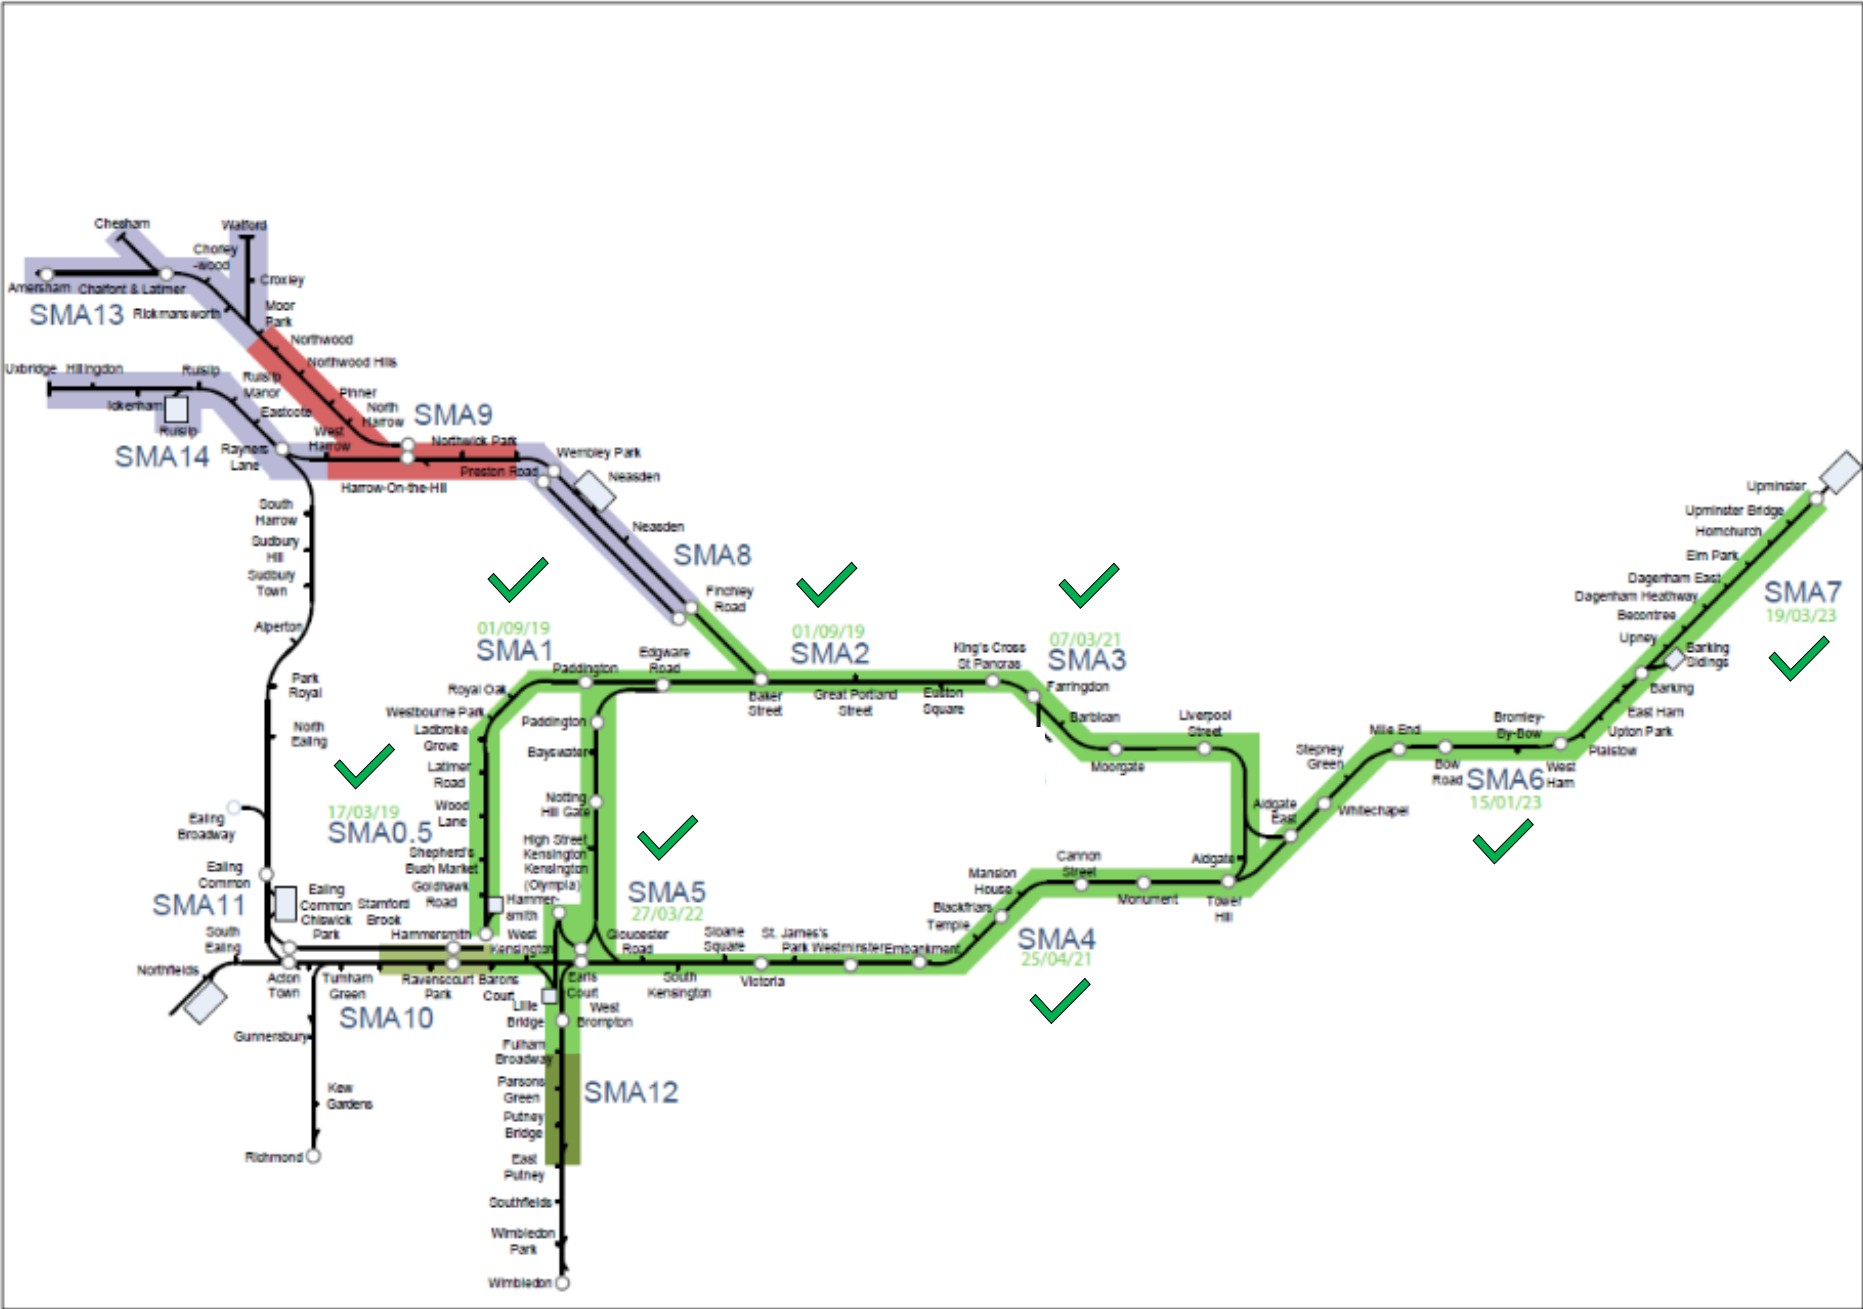 Chesham
Watford
Chorley
-wood
Croxley
Amersham
Chalfont & Latimer
SMA13
Rickmansworth
Moor
Park
Northwood
Northwood Hills
Uxbridge
Hillingdon
Ruislip
Ruislip
Manor
Pinner
Ickenham
Eastcote
North
Harrow
SMA9
Ruislip
West
Harrow
Northwick Park
SMA14
Rayners
Lane
Preston Road
Wembley Park
Neasden
Harrow-On-the-Hill
Upminster
South
Harrow
Neasden
Upminster Bridge
Hornchurch
Sudbury
Hill
SMA8
Elm Park
Sudbury
Town
Finchley
Road
Dagenham East
SMA7
Dagenham Heathway
19/03/23
Becontree
Alperton
01/09/19
SMA1
01/09/19
SMA2
07/03/21
SMA3
Upney
Barking
Sidings
Paddington
Edgware
Road
King's Cross
St Pancras
Park
Royal
Royal Oak
Baker
Street
Great Portland
Street
Euston
Square
Farringdon
Barking
Westbourne Park
Ladbroke
Grove
Paddington
Barbican
Liverpool
Street
Mile End
Bromley-
By-Bow
East Ham
Upton Park
Plaistow
North
Ealing
Bayswater
Moorgate
Stepney
Green
Bow
Road
West
Ham
SMA6
15/01/23
Latimer
Road
Wood
Lane
Notting
Hill Gate
Aldgate
East
Whitechapel
17/03/19
SMA0.5
Ealing
Broadway
High Street
Kensington
Kensington
(Olympia)
Shepherd's
Bush Market
Aldgate
Ealing
Common
Goldhawk
Road
Mansion
House
Cannon
Street
SMA11
Ealing
Common
SMA5
27/03/22
Monument
Tower
Hill
Chiswick
Park
Stamford
Brook
Hammer-
smith
Blackfriars
Temple
South
Ealing
Hammersmith
West
Kensington
Gloucester
Road
Sloane
Square
St. James's
Park
Westminster
Embankment
SMA4
25/04/21
Northfields
Acton
Town
Turnham
Green
Ravenscourt
Park
Barons
Court
Earls
Court
South
Kensington
Victoria
SMA10
Lillie
Bridge
West
Brompton
Gunnersbury
Fulham
Broadway
Kew
Gardens
Parsons
Green
SMA12
Putney
Bridge
Richmond
East
Putney
Southfields
Wimbledon
Park
Wimbledon